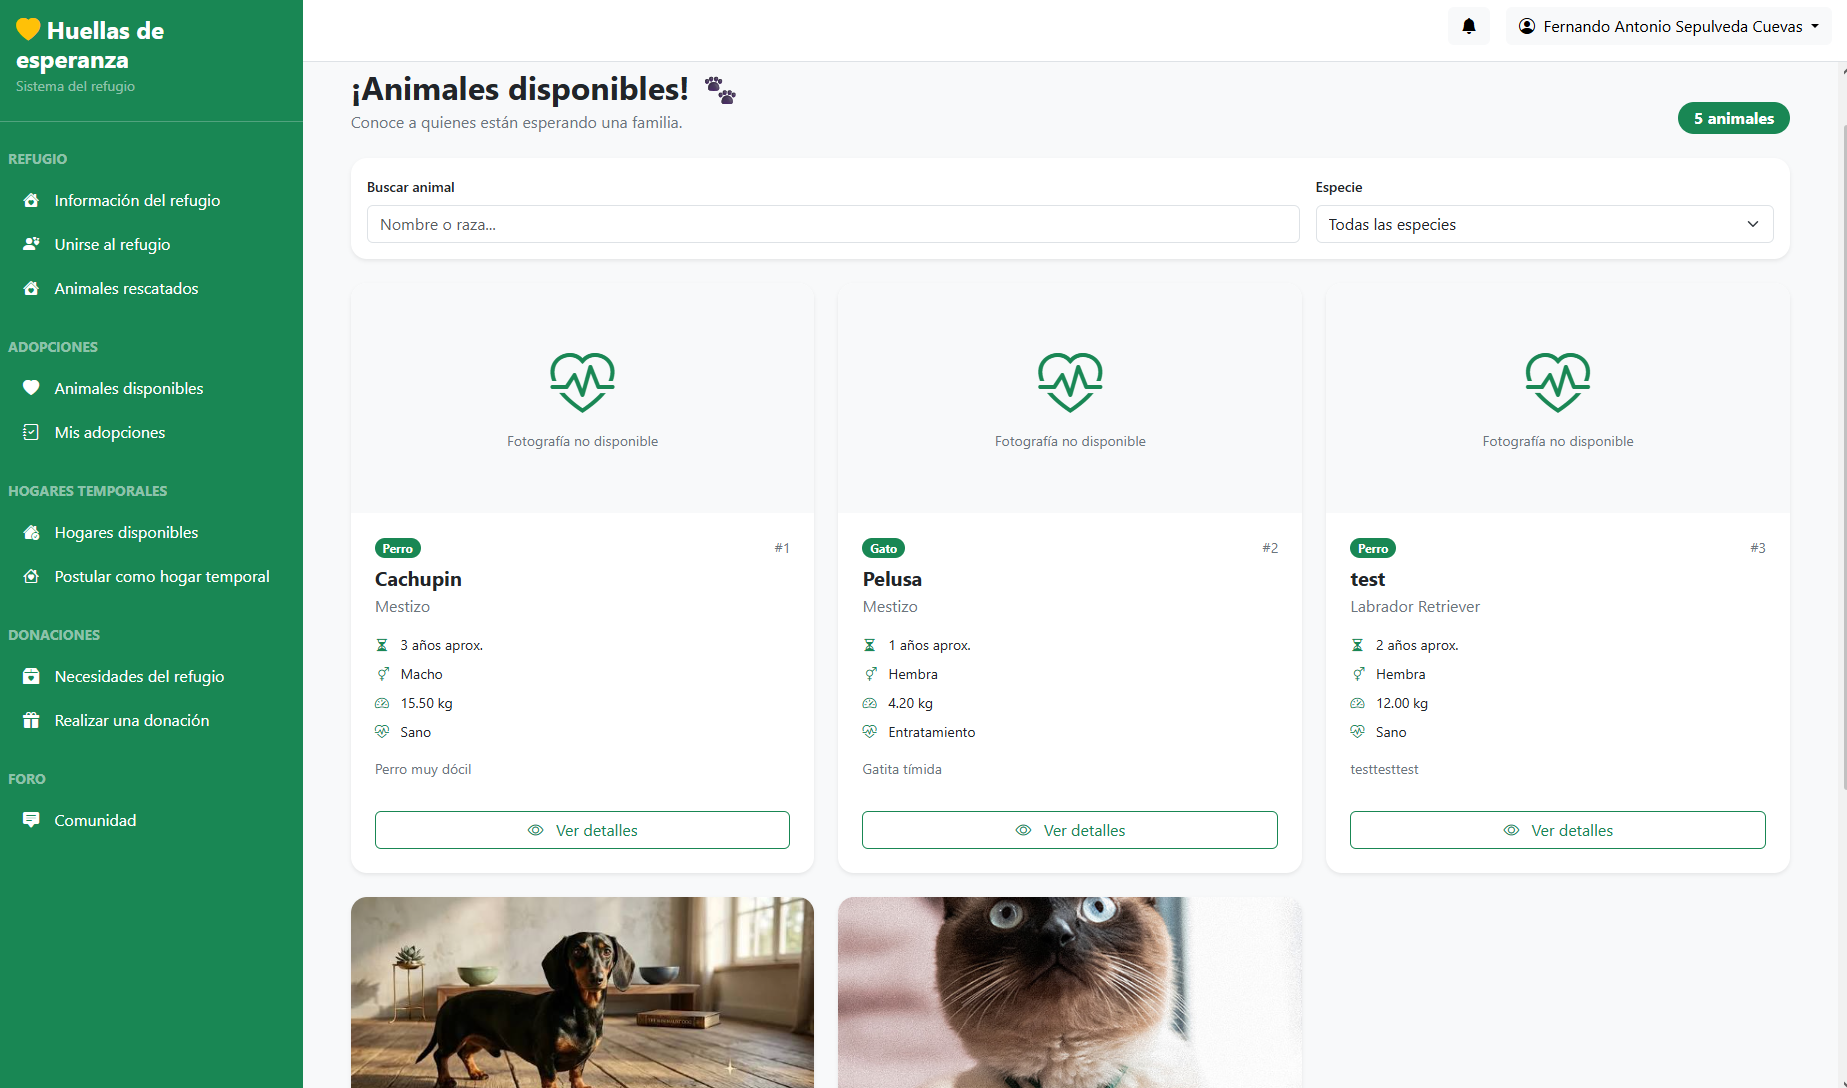 Huellas de
esperanza
Sistema del refugio
REFUGIO
Información del refugio
Unirse al refugio
Animales rescatados
ADOPCIONES
Animales disponibles
Mis adopciones
HOGARES TEMPORALES
Hogares disponibles
Postular como hogar temporal
DONACIONES
Necesidades del refugio
Realizar una donación
FORO
Comunidad
Fernando Antonio Sepulveda Cuevas
¡Animales disponibles!
Conoce a quienes están esperando una familia.
5 animales
Buscar animal
Nombre o raza...
Especie
Todas las especies
Fotografía no disponible
Perro #1
Cachupin
Mestizo
3 años aprox.
Macho
15.50 kg
Sano
Perro muy dócil
Ver detalles
Fotografía no disponible
Gato #2
Pelusa
Mestizo
1 años aprox.
Hembra
4.20 kg
Entratamiento
Gatita tímida
Ver detalles
Fotografía no disponible
Perro #3
test
Labrador Retriever
2 años aprox.
Hembra
12.00 kg
Sano
testtesttest
Ver detalles